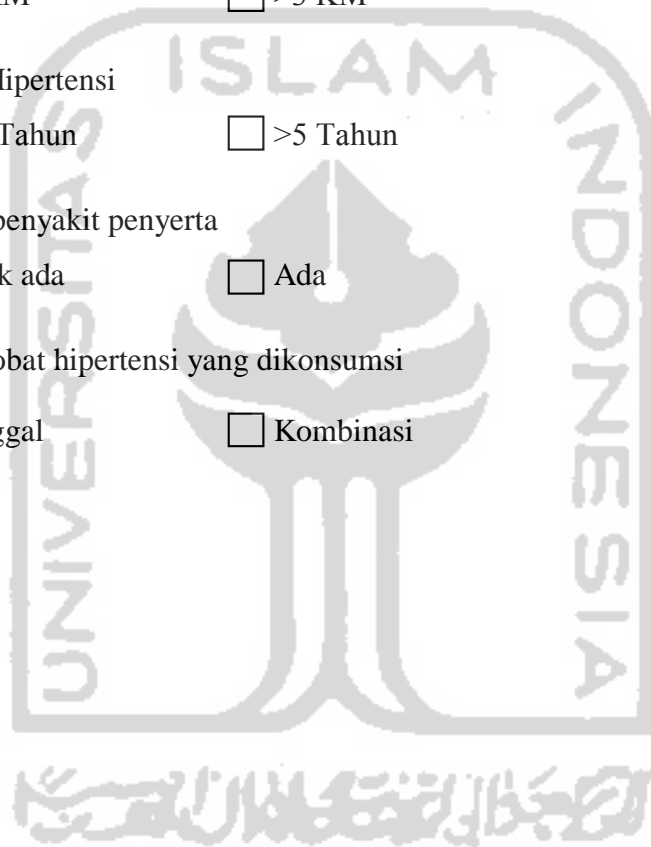 KM >5 KM
Hipertensi
Tahun >5 Tahun
penyakit penyerta
k ada Ada
obat hipertensi yang dikonsumsi
ggal Kombinasi
UNIVERSITAS
ISLAM
INDONESIA